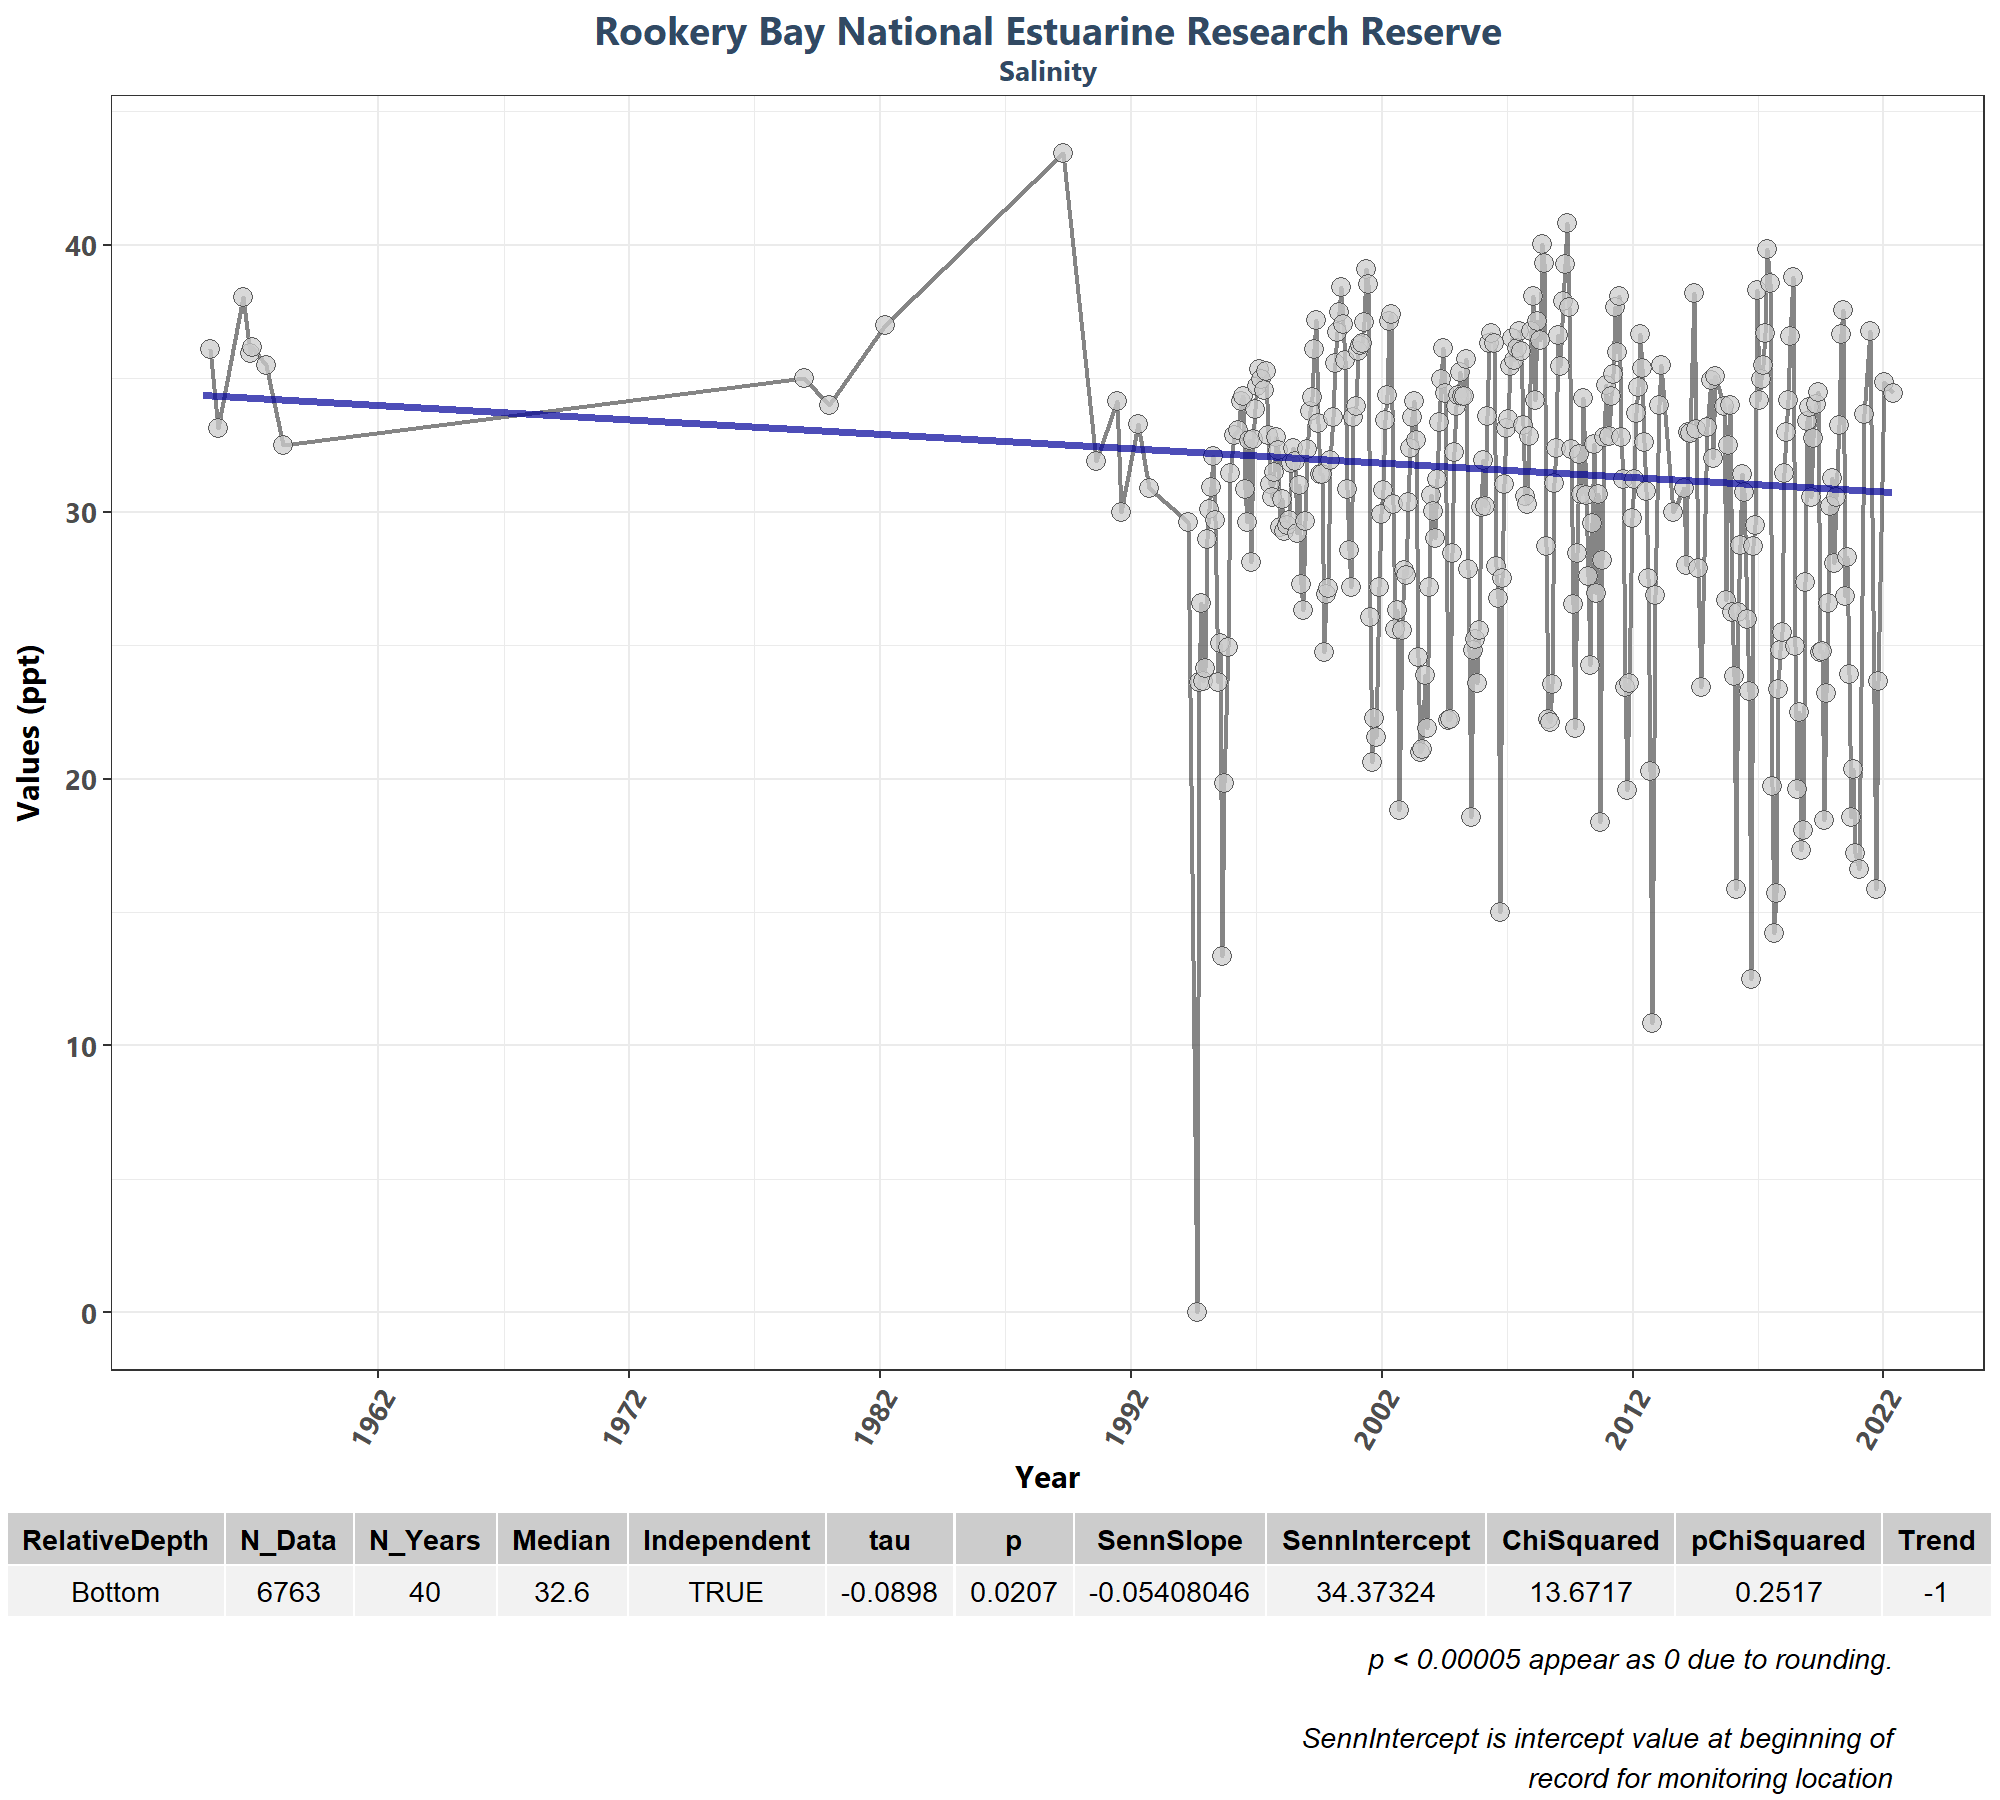 Rookery Bay National Estuarine Research Reserve
Salinity
Values (ppt)
40
30
20
10
0
1962 1972 1982 1992 2002 2012 2022
Year
RelativeDepth N_Data N_Years Median Independent tau p SennSlope SennIntercept ChiSquared pChiSquared Trend
Bottom 6763 40 32.6 TRUE -0.0898 0.0207 -0.05408046 34.37324 13.6717 0.2517 -1
p < 0.00005 appear as 0 due to rounding.
SennIntercept is intercept value at beginning of
record for monitoring location